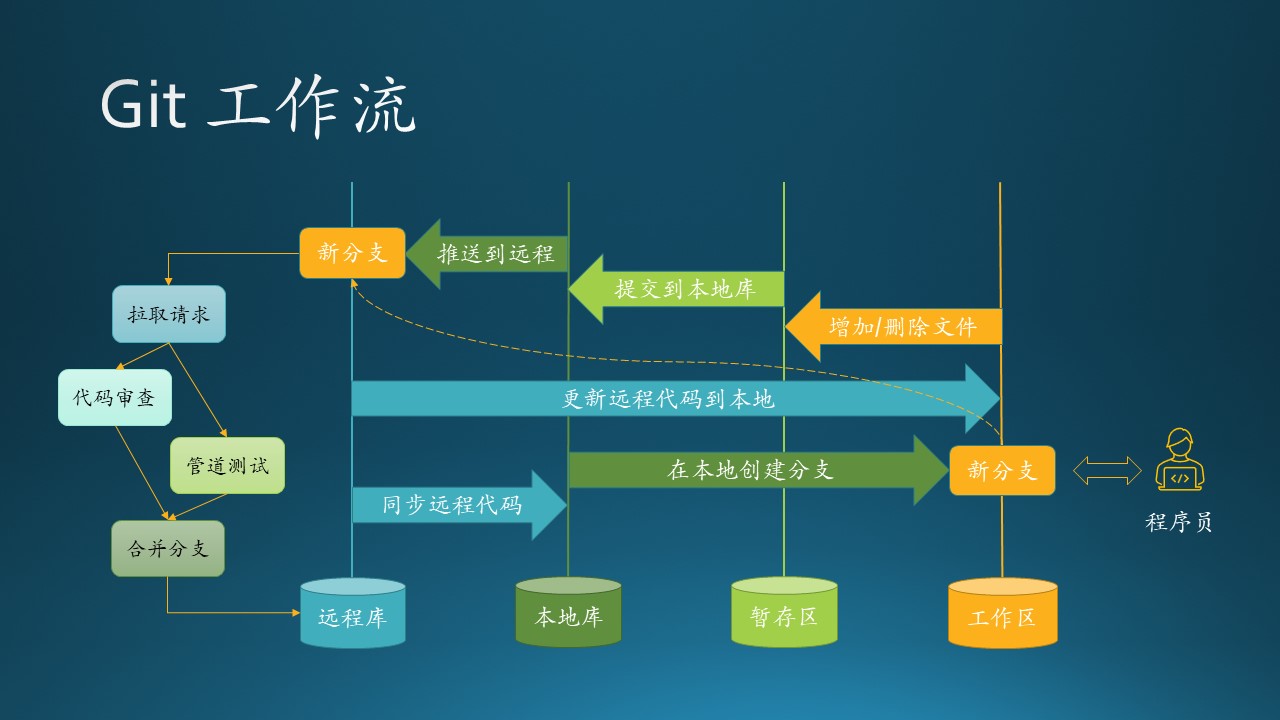 Git 工作流
新分支
推送到远程
提交到本地库
拉取请求
增加/删除文件
代码审查
更新远程代码到本地
管道测试
在本地创建分支
新分支
</>
同步远程代码
程序员
合并分支
远程库
本地库
暂存区
工作区